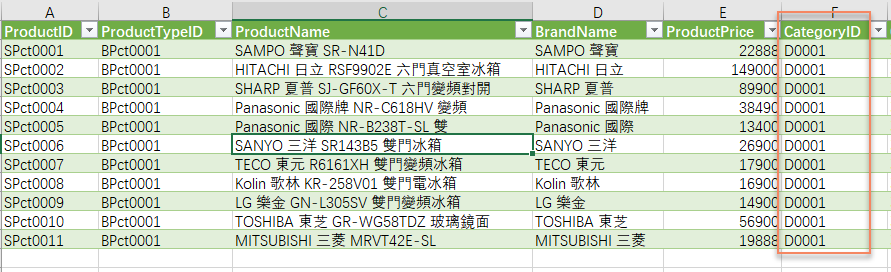 A B C D E F
ProductID ProductTypeID ProductName BrandName ProductPrice CategoryID
SPct0001 BPct0001 SAMPO 聲寶 SR-N41D SAMPO 聲寶 22888 D0001
SPct0002 BPct0001 HITACHI 日立 RSF9902E 六門真空室冰箱 HITACHI 日立 149000 D0001
SPct0003 BPct0001 SHARP 夏普 SJ-GF60X-T 六門變頻對開 SHARP 夏普 89900 D0001
SPct0004 BPct0001 Panasonic 國際牌 NR-C618HV 變頻 Panasonic 國際牌 38490 D0001
SPct0005 BPct0001 Panasonic 國際 NR-B238T-SL 雙 Panasonic 國際 13400 D0001
SPct0006 BPct0001 SANYO 三洋 SR143B5 雙門冰箱 SANYO 三洋 26900 D0001
SPct0007 BPct0001 TECO 東元 R6161XH 雙門變頻冰箱 TECO 東元 17900 D0001
SPct0008 BPct0001 Kolin 歌林 KR-258V01 雙門電冰箱 Kolin 歌林 16900 D0001
SPct0009 BPct0001 LG 樂金 GN-L305SV 雙門變頻冰箱 LG 樂金 14900 D0001
SPct0010 BPct0001 TOSHIBA 東芝 GR-WG58TDZ 玻璃鏡面 TOSHIBA 東芝 56900 D0001
SPct0011 BPct0001 MITSUBISHI 三菱 MRVT42E-SL MITSUBISHI 三菱 19888 D0001